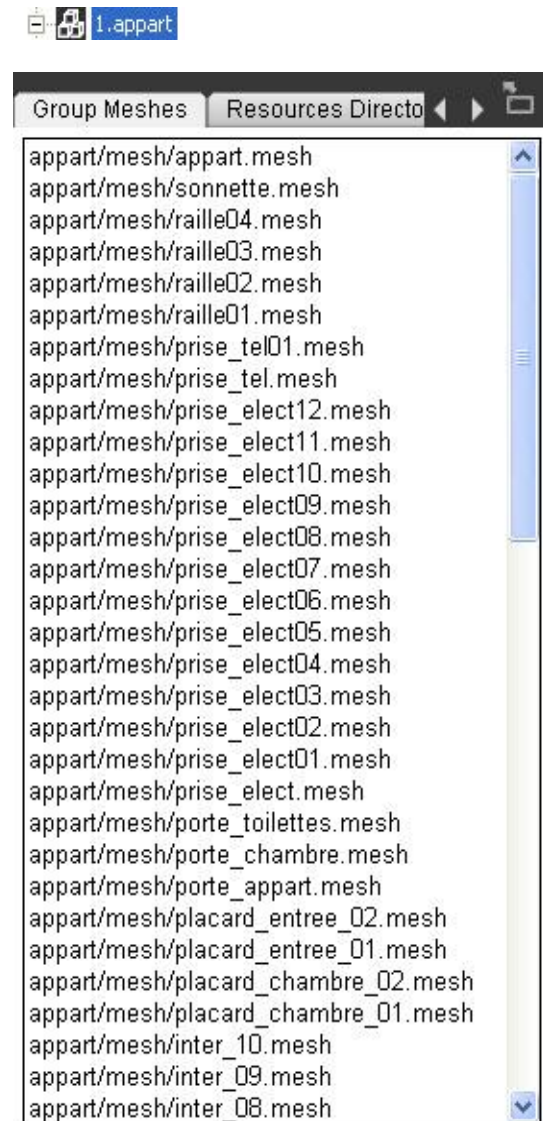 1.appart
Group Meshes Resources Directo
appart/mesh/appart.mesh
appart/mesh/sonnette.mesh
appart/mesh/raille04.mesh
appart/mesh/raille03.mesh
appart/mesh/raille02.mesh
appart/mesh/raille01.mesh
appart/mesh/prise_tel01.mesh
appart/mesh/prise_tel.mesh
appart/mesh/prise_elect12.mesh
appart/mesh/prise_elect11.mesh
appart/mesh/prise_elect10.mesh
appart/mesh/prise_elect09.mesh
appart/mesh/prise_elect08.mesh
appart/mesh/prise_elect07.mesh
appart/mesh/prise_elect06.mesh
appart/mesh/prise_elect05.mesh
appart/mesh/prise_elect04.mesh
appart/mesh/prise_elect03.mesh
appart/mesh/prise_elect02.mesh
appart/mesh/prise_elect01.mesh
appart/mesh/prise_elect.mesh
appart/mesh/porte_toilettes.mesh
appart/mesh/porte_chambre.mesh
appart/mesh/porte_appart.mesh
appart/mesh/placard_entree_02.mesh
appart/mesh/placard_entree_01.mesh
appart/mesh/placard_chambre_02.mesh
appart/mesh/placard_chambre_01.mesh
appart/mesh/inter_10.mesh
appart/mesh/inter_09.mesh
appart/mesh/inter_08.mesh